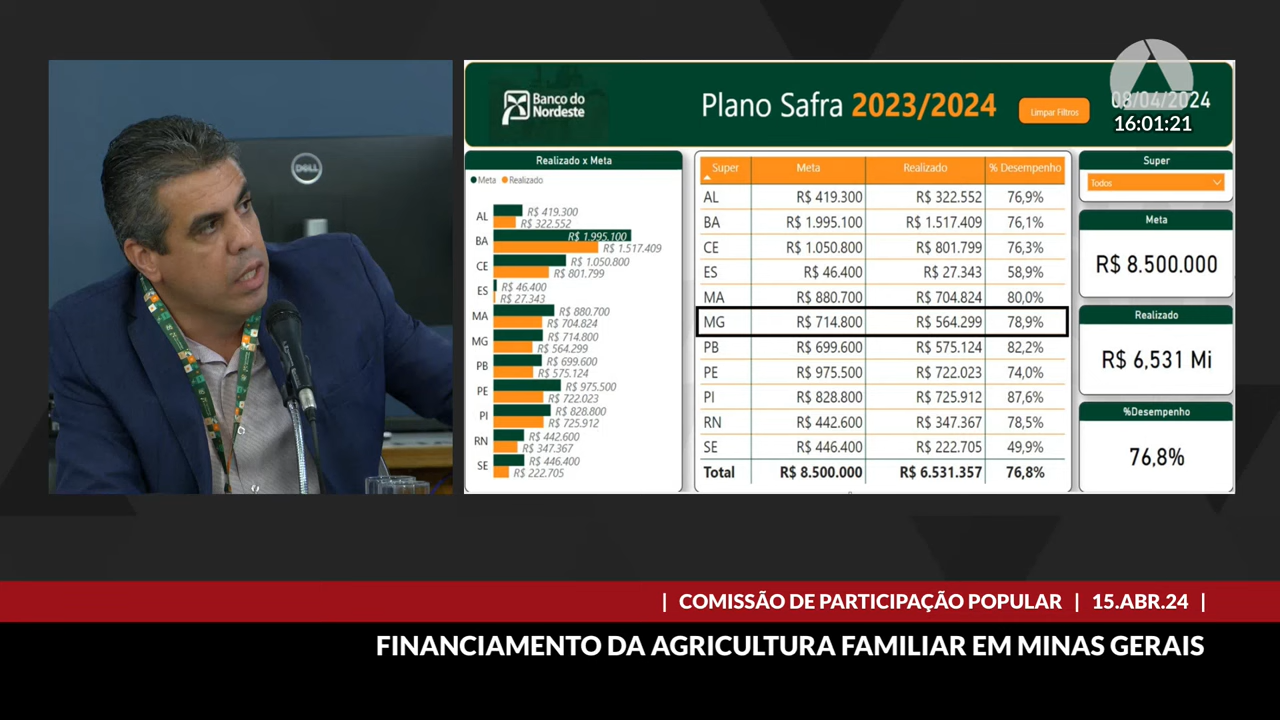 DELL
Banco do
Nordeste
Plano Safra 2023/2024
Limpar Filtros
08/04/2024
16:01:21
Realizado x Meta
Meta Realizado
AL R$ 419.300
R$ 322.552
BA R$ 1.995.100
R$ 1.517.409
CE R$ 1.050.800
R$ 801.799
ES R$ 46.400
R$ 27.343
MA R$ 880.700
R$ 704.824
MG R$ 714.800
R$ 564.299
PB R$ 699.600
R$ 575.124
PE R$ 975.500
R$ 722.023
PI R$ 828.800
R$ 725.912
RN R$ 442.600
R$ 347.367
SE R$ 446.400
R$ 222.705
Super Meta Realizado % Desempenho
AL R$ 419.300 R$ 322.552 76,9%
BA R$ 1.995.100 R$ 1.517.409 76,1%
CE R$ 1.050.800 R$ 801.799 76,3%
ES R$ 46.400 R$ 27.343 58,9%
MA R$ 880.700 R$ 704.824 80,0%
MG R$ 714.800 R$ 564.299 78,9%
PB R$ 699.600 R$ 575.124 82,2%
PE R$ 975.500 R$ 722.023 74,0%
PI R$ 828.800 R$ 725.912 87,6%
RN R$ 442.600 R$ 347.367 78,5%
SE R$ 446.400 R$ 222.705 49,9%
Total R$ 8.500.000 R$ 6.531.357 76,8%
Super
Todos
Meta
R$ 8.500.000
Realizado
R$ 6,531 Mi
%Desempenho
76,8%
| COMISSÃO DE PARTICIPAÇÃO POPULAR | 15.ABR.24 |
FINANCIAMENTO DA AGRICULTURA FAMILIAR EM MINAS GERAIS